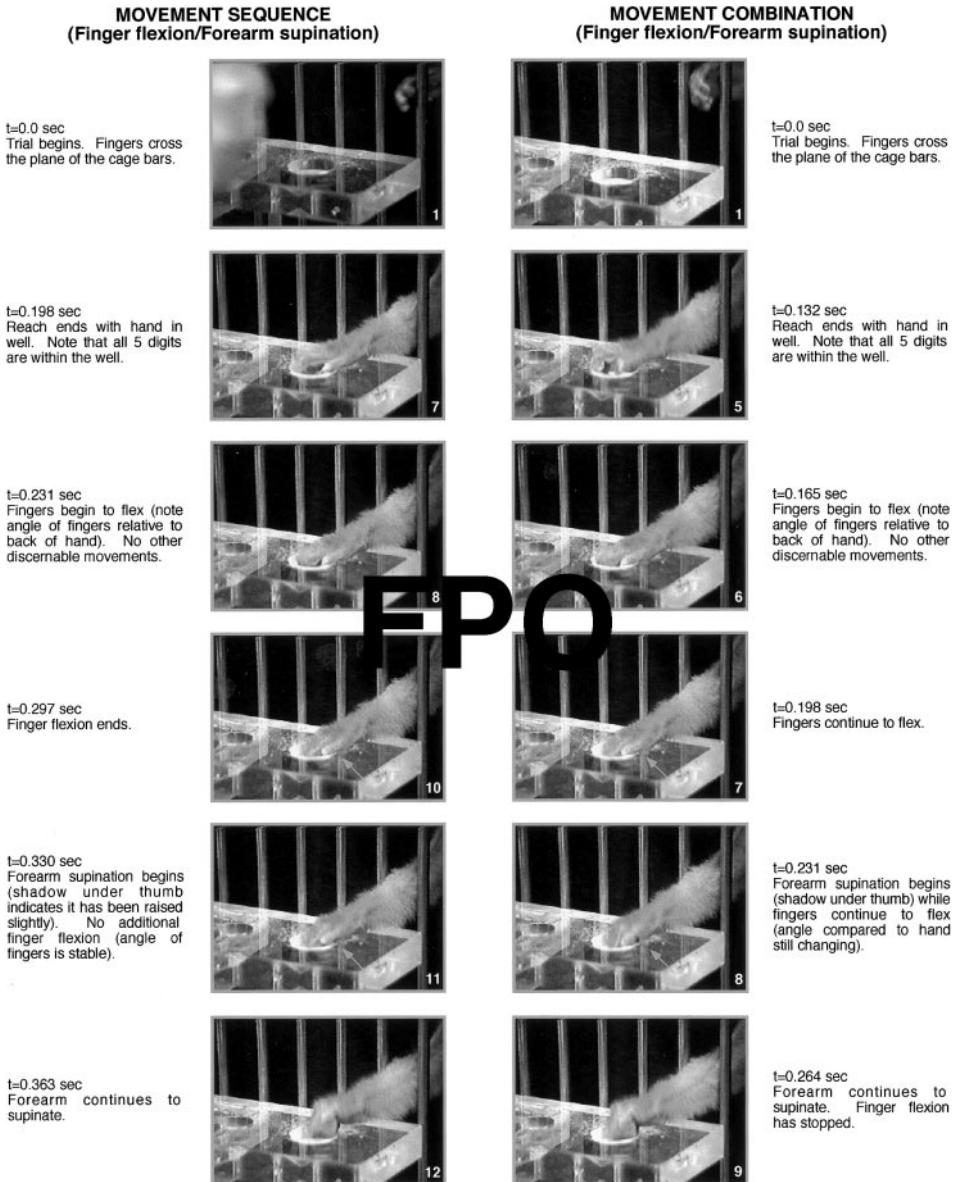 MOVEMENT SEQUENCE
(Finger flexion/Forearm supination)
MOVEMENT COMBINATION
(Finger flexion/Forearm supination)
t=0.0 sec
Trial begins. Fingers cross
the plane of the cage bars.
1
1
t=0.0 sec
Trial begins. Fingers cross
the plane of the cage bars.
t=0.198 sec
Reach ends with hand in
well. Note that all 5 digits
are within the well.
7
5
t=0.132 sec
Reach ends with hand in
well. Note that all 5 digits
are within the well.
t=0.231 sec
Fingers begin to flex (note
angle of fingers relative to
back of hand). No other
discernable movements.
8
6
t=0.165 sec
Fingers begin to flex (note
angle of fingers relative to
back of hand). No other
discernable movements.
FPO
t=0.297 sec
Finger flexion ends.
10
7
t=0.198 sec
Fingers continue to flex.
t=0.330 sec
Forearm supination begins
(shadow under thumb
indicates it has been raised
slightly). No additional
finger flexion (angle of
fingers is stable).
11
8
t=0.231 sec
Forearm supination begins
(shadow under thumb) while
fingers continue to flex
(angle compared to hand
still changing).
t=0.363 sec
Forearm continues to
supinate.
12
9
t=0.264 sec
Forearm continues to
supinate. Finger flexion
has stopped.